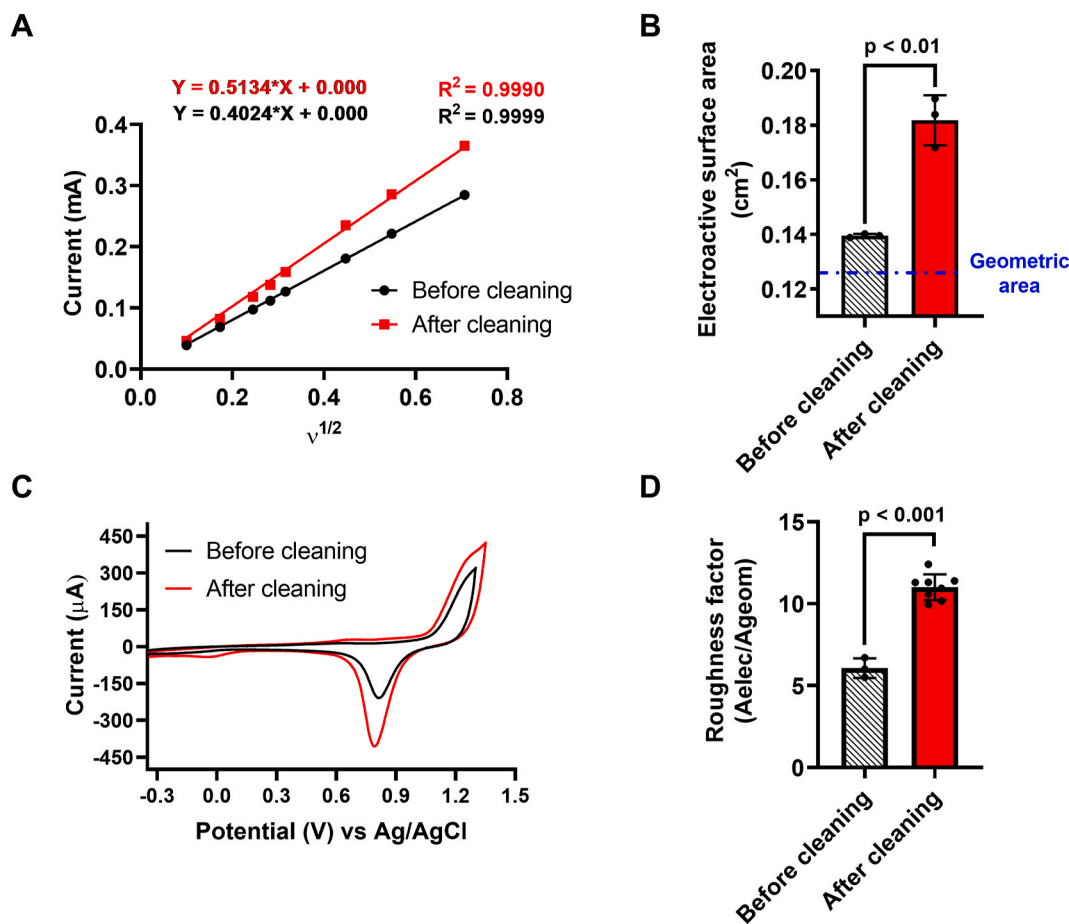 A
Y = 0.5134*X + 0.000
R² = 0.9990
Y = 0.4024*X + 0.000
R² = 0.9999
Current (mA)
0.4
0.3
0.2
0.1
0.0
0.0
0.2
0.4
0.6
0.8
ν^1/2
Before cleaning
After cleaning
B
p < 0.01
Electroactive surface area
(cm²)
0.20
0.18
0.16
0.14
0.12
Geometric
area
Before cleaning
After cleaning
C
Before cleaning
After cleaning
Current (μA)
450
300
150
0
-150
-300
-450
-0.3
0.0
0.3
0.6
0.9
1.2
1.5
Potential (V) vs Ag/AgCl
D
p < 0.001
Roughness factor
(Aelec/Ageom)
15
10
5
0
Before cleaning
After cleaning